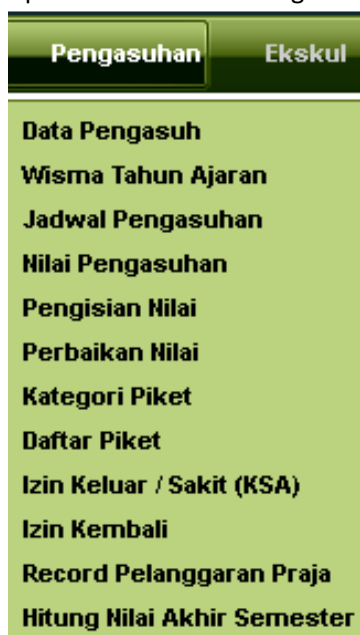 Pengasuhan Ekskul
Data Pengasuh
Wisma Tahun Ajaran
Jadwal Pengasuhan
Nilai Pengasuhan
Pengisian Nilai
Perbaikan Nilai
Kategori Piket
Daftar Piket
Izin Keluar / Sakit (KSA)
Izin Kembali
Record Pelanggaran Praja
Hitung Nilai Akhir Semester